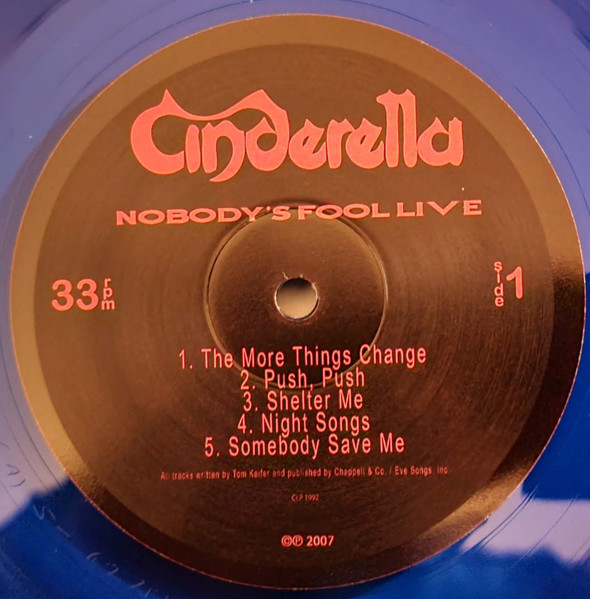 Cinderella
NOBODY'S FOOL LIVE
33 rpm
side 1
1. The More Things Change
2. Push, Push
3. Shelter Me
4. Night Songs
5. Somebody Save Me
All tracks written by Tom Keifer and published by Chappell & Co. / Eve Songs, Inc.
CLP 1992
©℗ 2007